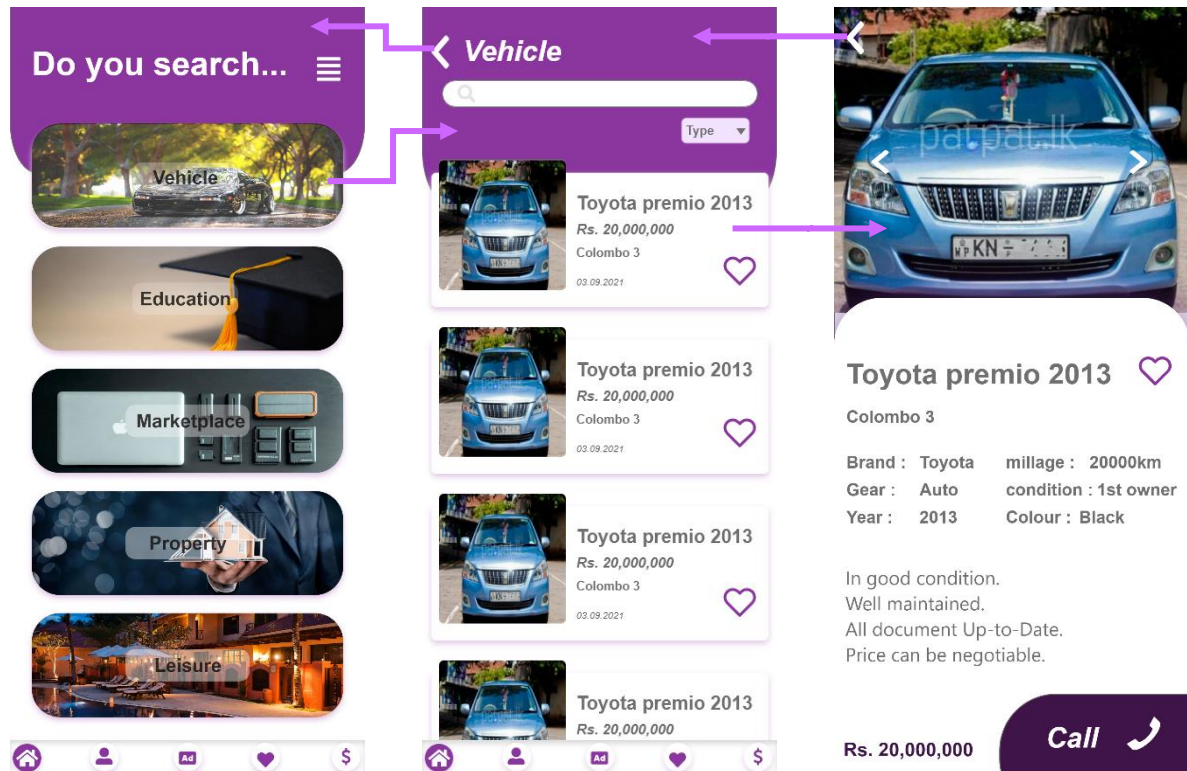 Do you search...
Vehicle
Education
Marketplace
Property
Leisure
Ad
$
Vehicle
Type
Toyota premio 2013
Rs. 20,000,000
Colombo 3
03.09.2021
Toyota premio 2013
Rs. 20,000,000
Colombo 3
03.09.2021
Toyota premio 2013
Rs. 20,000,000
Colombo 3
03.09.2021
Toyota premio 2013
Rs. 20,000,000
Ad
$
patpat.lk
WP KN
Toyota premio 2013
Colombo 3
Brand : Toyota millage : 20000km
Gear : Auto condition : 1st owner
Year : 2013 Colour : Black
In good condition.
Well maintained.
All document Up-to-Date.
Price can be negotiable.
Rs. 20,000,000
Call